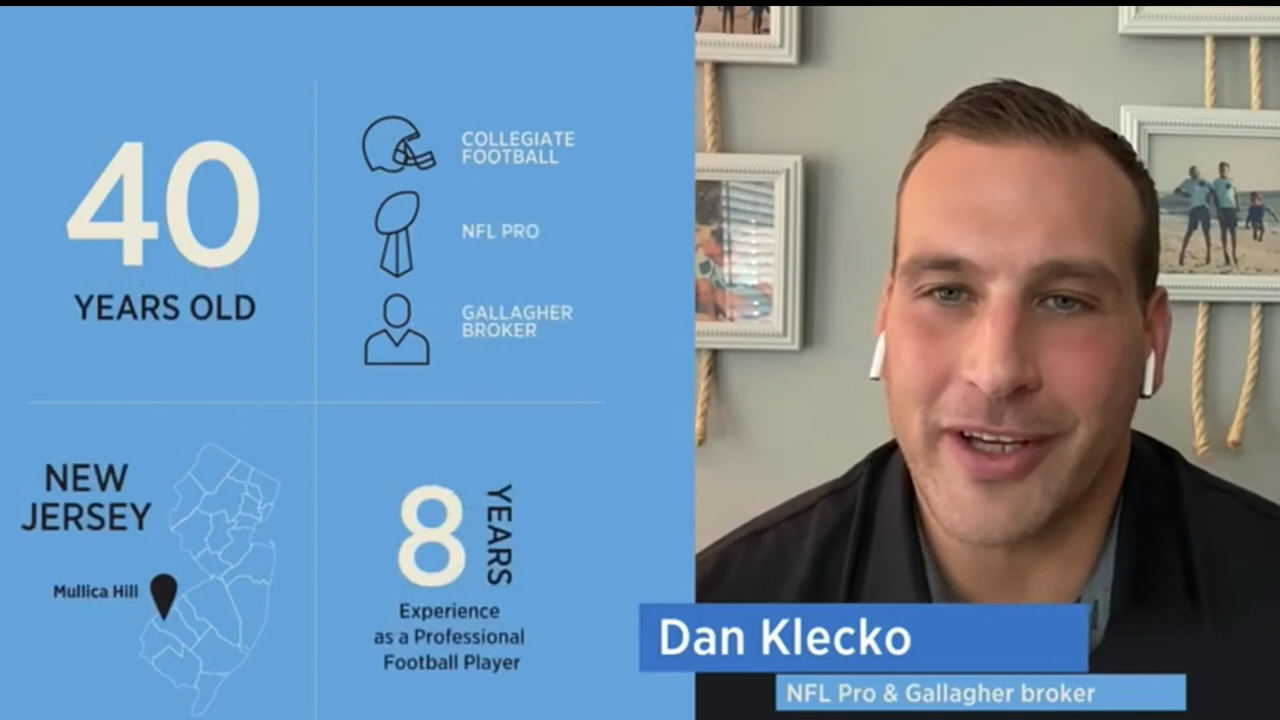 40
YEARS OLD
COLLEGIATE
FOOTBALL
NFL PRO
GALLAGHER
BROKER
NEW
JERSEY
Mullica Hill
8
YEARS
Experience
as a Professional
Football Player
Dan Klecko
NFL Pro & Gallagher broker